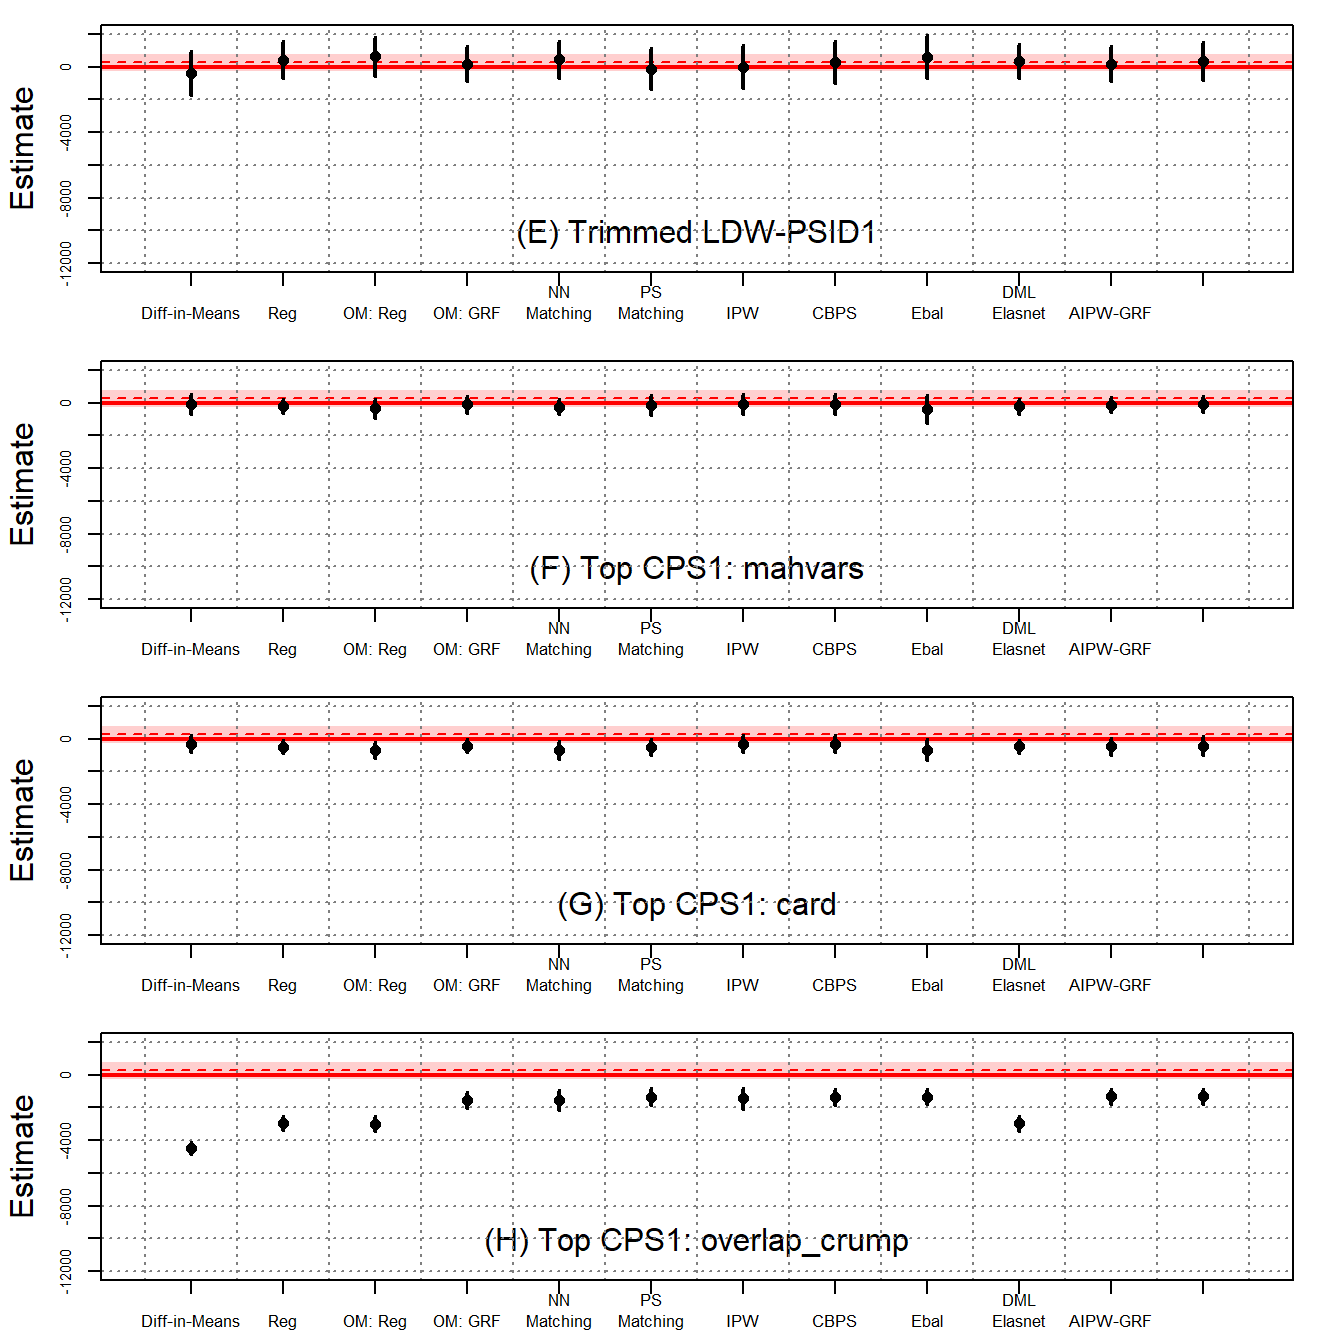 Estimate
0
-4000
-8000
-12000
(E) Trimmed LDW-PSID1
Diff-in-Means
Reg
OM: Reg
OM: GRF
NN
Matching
PS
Matching
IPW
CBPS
Ebal
DML
Elasnet
AIPW-GRF
Estimate
0
-4000
-8000
-12000
(F) Top CPS1: mahvars
Diff-in-Means
Reg
OM: Reg
OM: GRF
NN
Matching
PS
Matching
IPW
CBPS
Ebal
DML
Elasnet
AIPW-GRF
Estimate
0
-4000
-8000
-12000
(G) Top CPS1: card
Diff-in-Means
Reg
OM: Reg
OM: GRF
NN
Matching
PS
Matching
IPW
CBPS
Ebal
DML
Elasnet
AIPW-GRF
Estimate
0
-4000
-8000
-12000
(H) Top CPS1: overlap_crump
Diff-in-Means
Reg
OM: Reg
OM: GRF
NN
Matching
PS
Matching
IPW
CBPS
Ebal
DML
Elasnet
AIPW-GRF